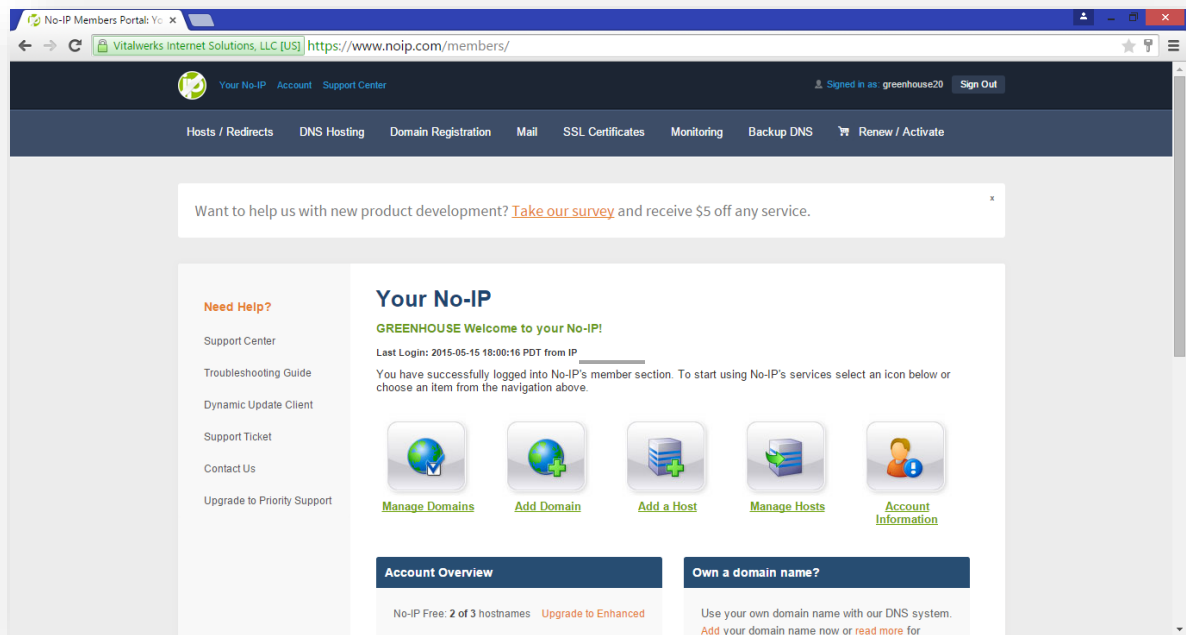 No-IP Members Portal: Yo
Vitalwerks Internet Solutions, LLC [US] https://www.noip.com/members/
Your No-IP Account Support Center Signed in as: greenhouse20 Sign Out
Hosts / Redirects DNS Hosting Domain Registration Mail SSL Certificates Monitoring Backup DNS Renew / Activate
Want to help us with new product development? Take our survey and receive $5 off any service. x
Need Help?
Support Center
Troubleshooting Guide
Dynamic Update Client
Support Ticket
Contact Us
Upgrade to Priority Support
Your No-IP
GREENHOUSE Welcome to your No-IP!
Last Login: 2015-05-15 18:00:16 PDT from IP
You have successfully logged into No-IP's member section. To start using No-IP's services select an icon below or
choose an item from the navigation above.
Manage Domains Add Domain Add a Host Manage Hosts Account
Information
Account Overview
No-IP Free: 2 of 3 hostnames Upgrade to Enhanced
Own a domain name?
Use your own domain name with our DNS system.
Add your domain name now or read more for